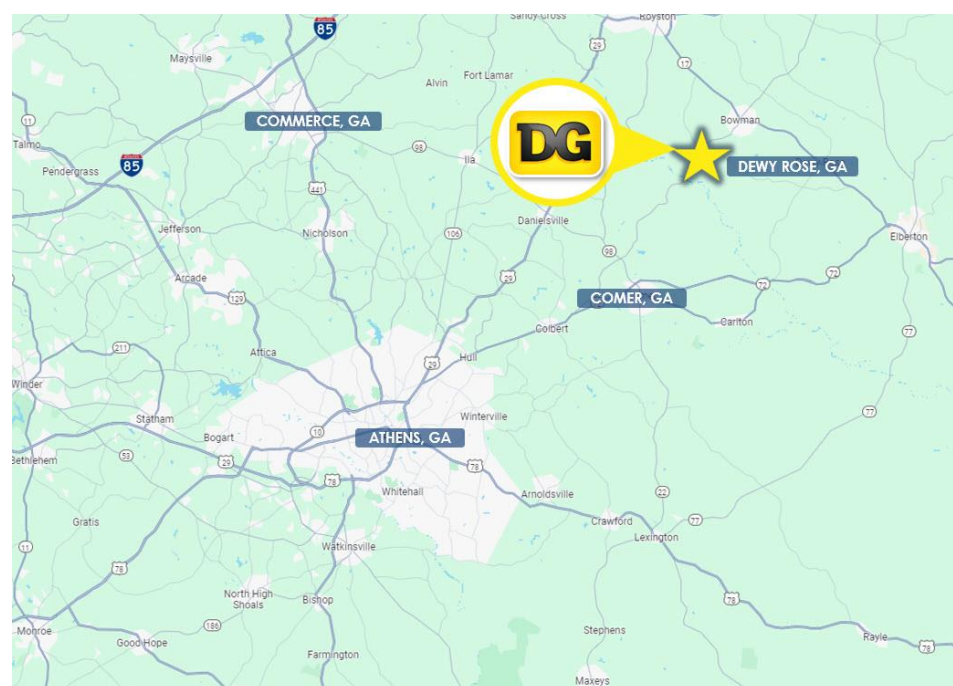 Sandy Cross
Royston
85
29
Maysville
17
Fort Lamar
Alvin
11
COMMERCE, GA
Bowman
DG
Talmo
98
Ila
85
Pendergrass
DEWY ROSE, GA
441
Danielsville
Jefferson
Nicholson
106
Elberton
98
Arcade
29
72
72
129
COMER, GA
Carlton
Colbert
77
211
Attica
Hull
29
Winder
77
Statham
Winterville
Bogart
10
ATHENS, GA
53
Bethlehem
29
78
78
Whitehall
Arnoldsville
22
Gratis
Crawford
77
Lexington
11
Watkinsville
78
North High
Shoals
Bishop
78
186
Monroe
Stephens
Good Hope
Rayle
78
Farmington
Maxeys